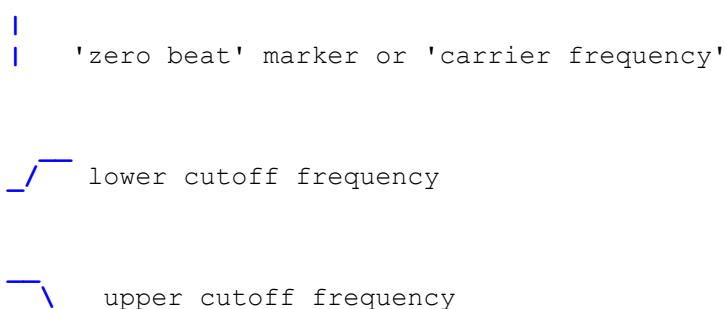 'zero beat' marker or 'carrier frequency'
lower cutoff frequency
upper cutoff frequency